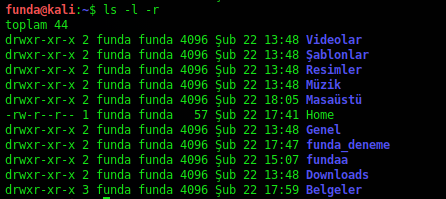 funda@kali:~$ ls -l -r
toplam 44
drwxr-xr-x 2 funda funda 4096 Şub 22 13:48 Videolar
drwxr-xr-x 2 funda funda 4096 Şub 22 13:48 Şablonlar
drwxr-xr-x 2 funda funda 4096 Şub 22 13:48 Resimler
drwxr-xr-x 2 funda funda 4096 Şub 22 13:48 Müzik
drwxr-xr-x 2 funda funda 4096 Şub 22 18:05 Masaüstü
-rw-r--r-- 1 funda funda   57 Şub 22 17:41 Home
drwxr-xr-x 2 funda funda 4096 Şub 22 13:48 Genel
drwxr-xr-x 2 funda funda 4096 Şub 22 17:47 funda_deneme
drwxr-xr-x 2 funda funda 4096 Şub 22 15:07 fundaa
drwxr-xr-x 2 funda funda 4096 Şub 22 13:48 Downloads
drwxr-xr-x 3 funda funda 4096 Şub 22 17:59 Belgeler